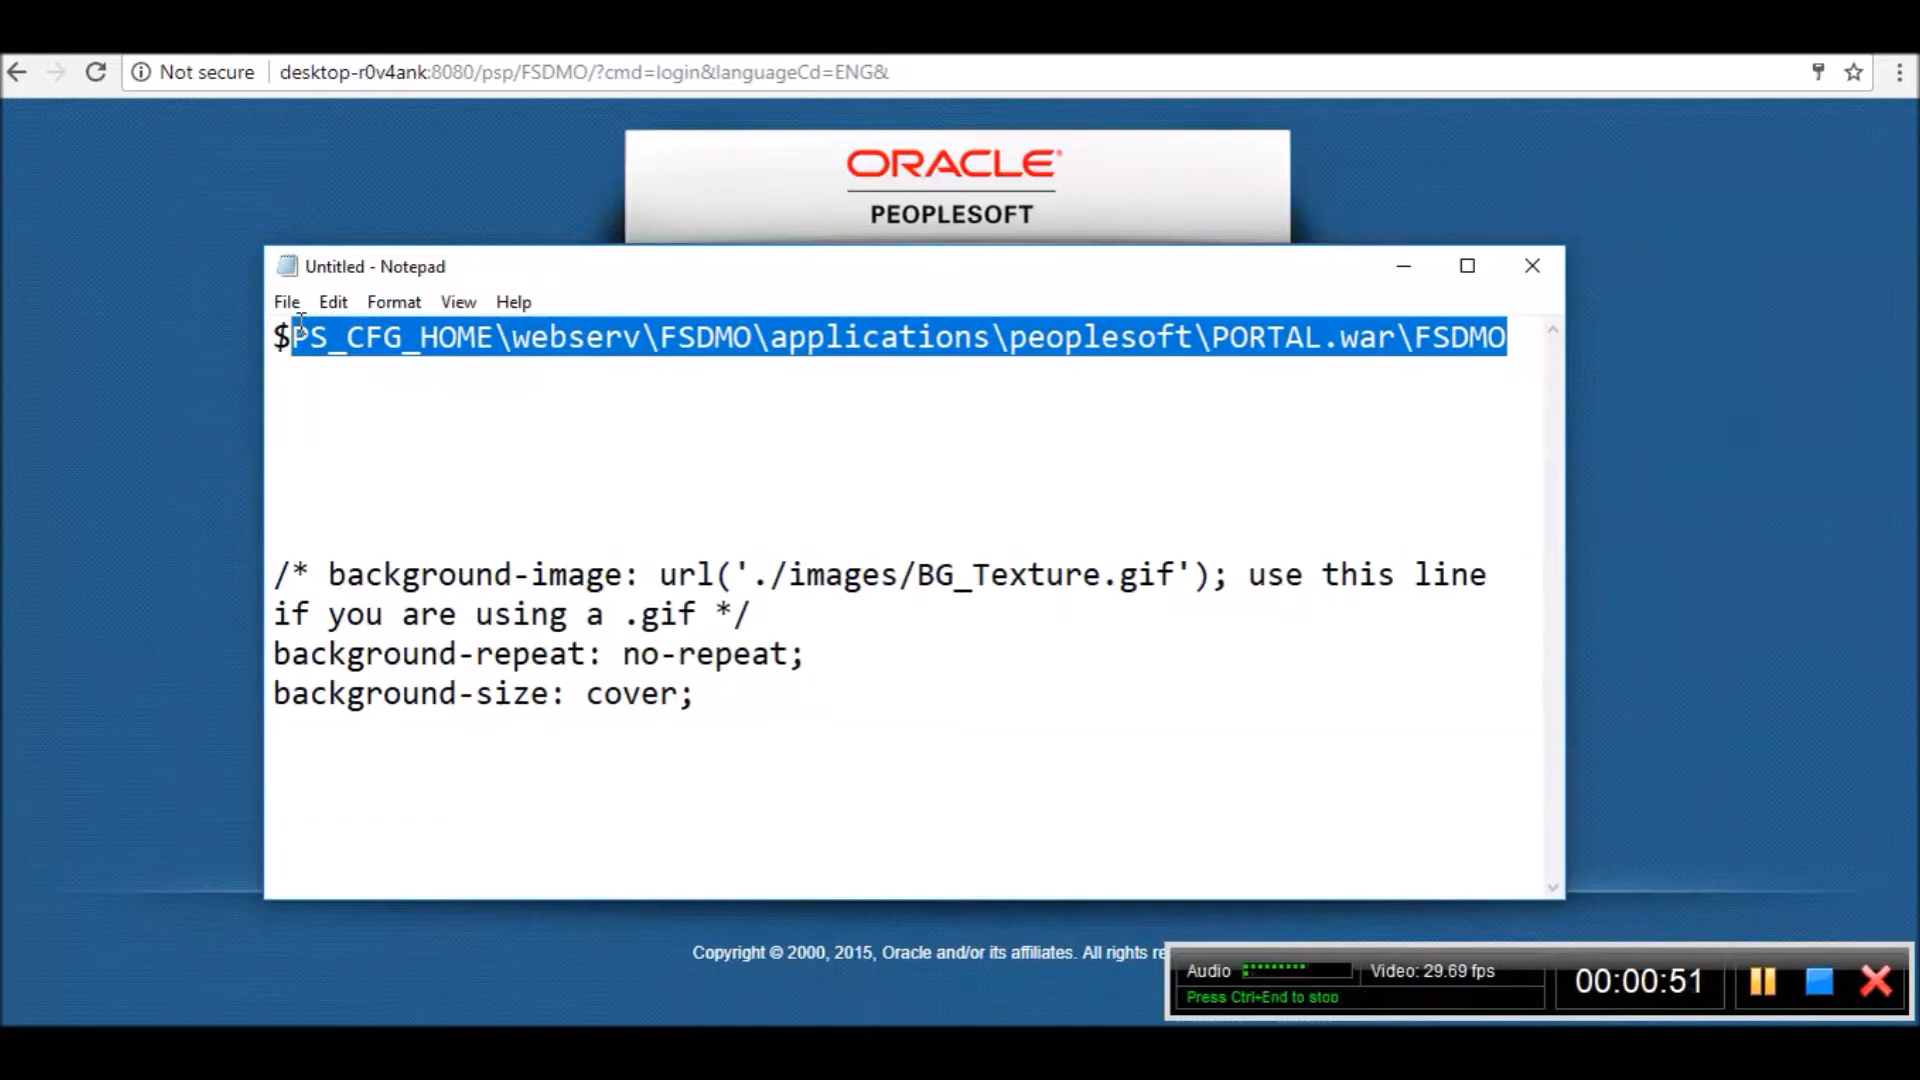 Not secure desktop-r0v4ank:8080/psp/FSDMO/?cmd=login&languageCd=ENG&
ORACLE®
PEOPLESOFT
Untitled - Notepad
File Edit Format View Help
$PS_CFG_HOME\webserv\FSDMO\applications\peoplesoft\PORTAL.war\FSDMO
/* background-image: url('./images/BG_Texture.gif'); use this line
if you are using a .gif */
background-repeat: no-repeat;
background-size: cover;
Copyright © 2000, 2015, Oracle and/or its affiliates. All rights re
Audio Video: 29.69 fps
Press Ctrl+End to stop
00:00:51